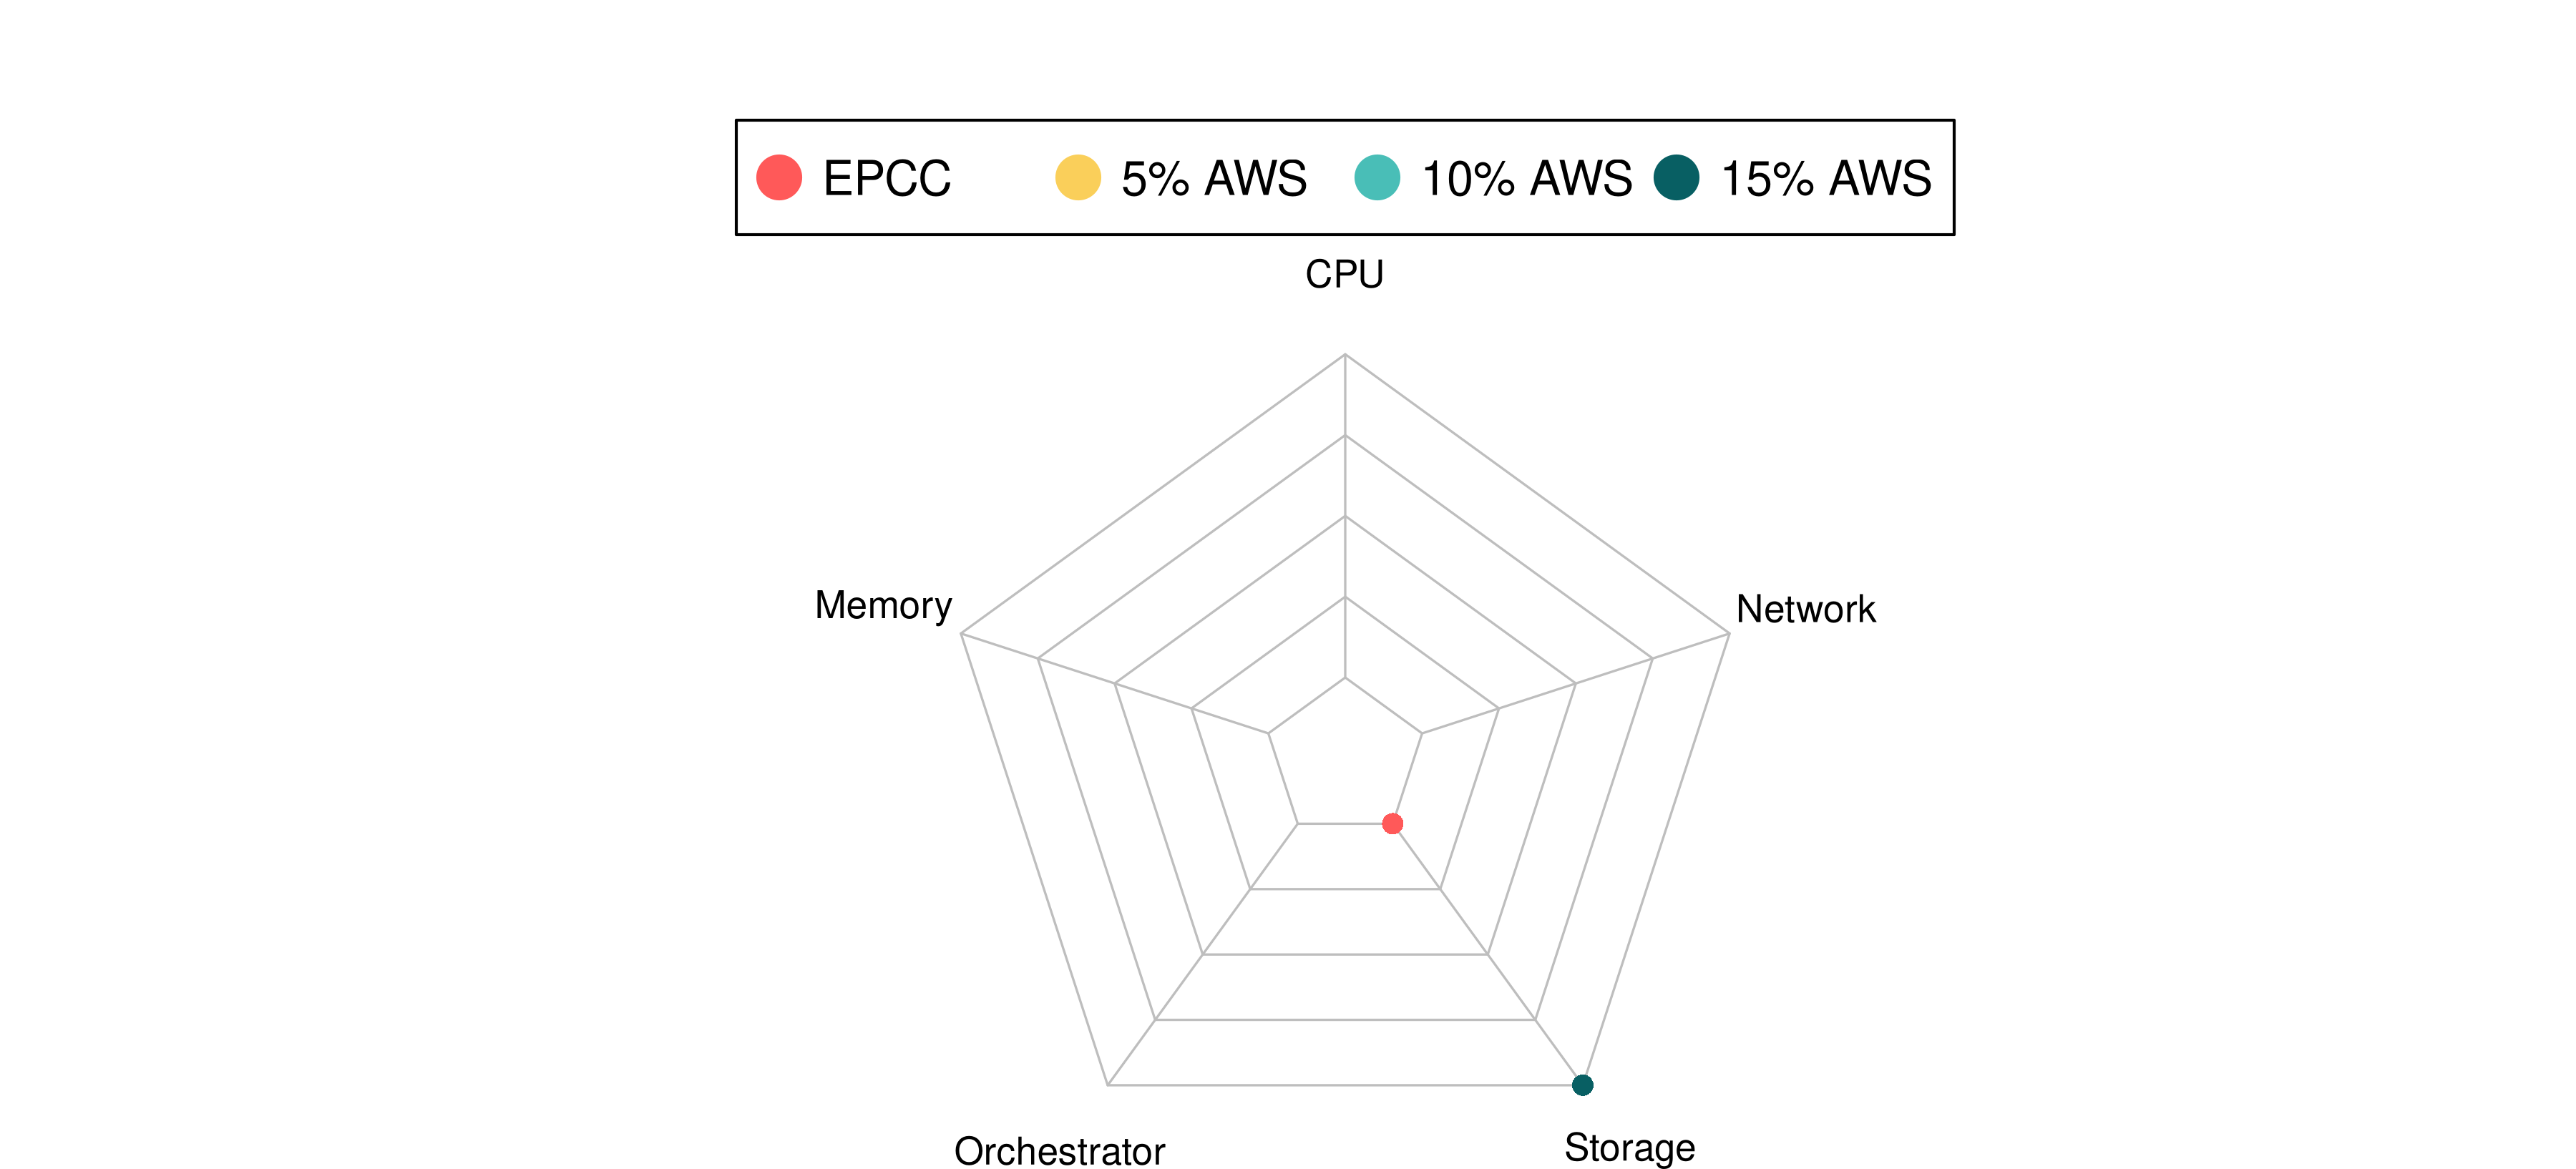 EPCC 5% AWS 10% AWS 15% AWS
CPU
Memory
Network
Orchestrator
Storage